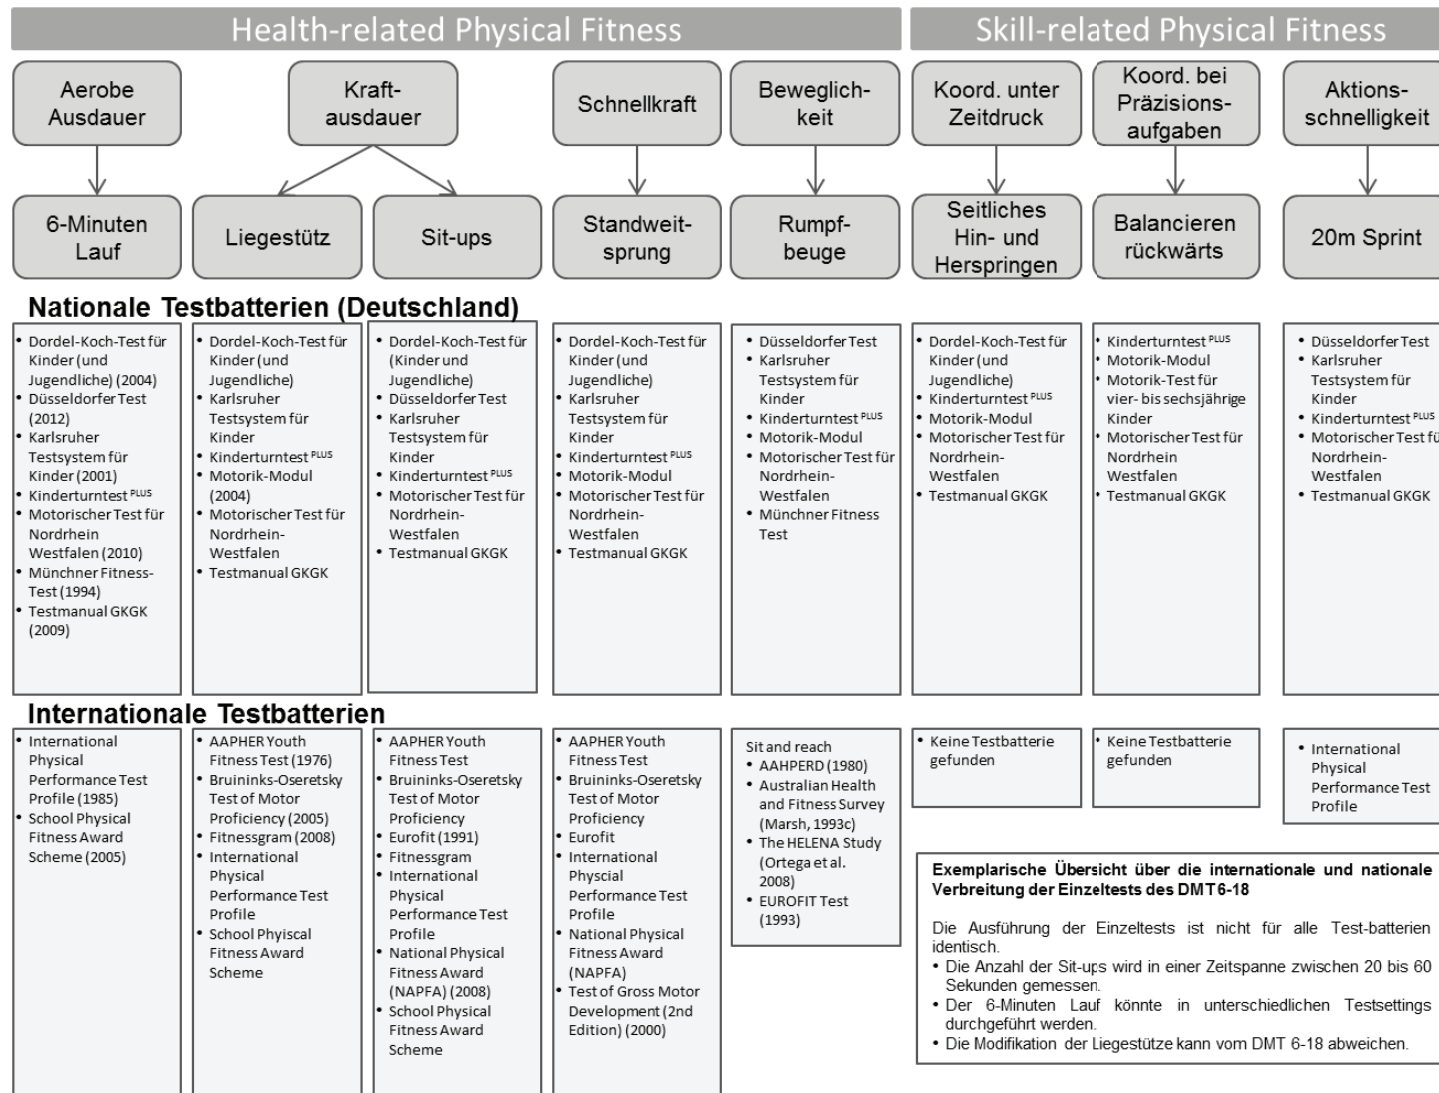 Health-related Physical Fitness
Skill-related Physical Fitness
Aerobe
Ausdauer
Kraft-
ausdauer
Schnellkraft
Beweglich-
keit
Koord. unter
Zeitdruck
Koord. bei
Präzisions-
aufgaben
Aktions-
schnelligkeit
6-Minuten
Lauf
Liegestütz
Sit-ups
Standweit-
sprung
Rumpf-
beuge
Seitliches
Hin- und
Herspringen
Balancieren
rückwärts
20m Sprint
Nationale Testbatterien (Deutschland)
• Dordel-Koch-Test für
Kinder (und
Jugendliche) (2004)
• Düsseldorfer Test
(2012)
• Karlsruher
Testsystem für
Kinder (2001)
• Kinderturntest PLUS
• Motorischer Test für
Nordrhein
Westfalen (2010)
• Münchner Fitness-
Test (1994)
• Testmanual GKGK
(2009)
• Dordel-Koch-Test für
Kinder (und
Jugendliche)
• Karlsruher
Testsystem für
Kinder
• Kinderturntest PLUS
• Motorik-Modul
(2004)
• Motorischer Test für
Nordrhein-
Westfalen
• Testmanual GKGK
• Dordel-Koch-Test für
(Kinder und
Jugendliche)
• Düsseldorfer Test
• Karlsruher
Testsystem für
Kinder
• Kinderturntest PLUS
• Motorischer Test für
Nordrhein-
Westfalen
• Testmanual GKGK
• Dordel-Koch-Test für
Kinder (und
Jugendliche)
• Karlsruher
Testsystem für
Kinder
• Kinderturntest PLUS
• Motorik-Modul
• Motorischer Test für
Nordrhein-
Westfalen
• Testmanual GKGK
• Düsseldorfer Test
• Karlsruher
Testsystem für
Kinder
• Kinderturntest PLUS
• Motorik-Modul
• Motorischer Test für
Nordrhein-
Westfalen
• Münchner Fitness
Test
• Dordel-Koch-Test für
Kinder (und
Jugendliche)
• Kinderturntest PLUS
• Motorik-Modul
• Motorischer Test für
Nordrhein-
Westfalen
• Testmanual GKGK
• Kinderturntest PLUS
• Motorik-Modul
• Motorik-Test für
vier- bis sechsjährige
Kinder
• Motorischer Test für
Nordrhein
Westfalen
• Testmanual GKGK
• Düsseldorfer Test
• Karlsruher
Testsystem für
Kinder
• Kinderturntest PLUS
• Motorischer Test fü
Nordrhein-
Westfalen
• Testmanual GKGK
Internationale Testbatterien
• International
Physical
Performance Test
Profile (1985)
• School Physical
Fitness Award
Scheme (2005)
• AAPHER Youth
Fitness Test (1976)
• Bruininks-Oseretsky
Test of Motor
Proficiency (2005)
• Fitnessgram (2008)
• International
Physical
Performance Test
Profile
• School Phyiscal
Fitness Award
Scheme
• AAPHER Youth
Fitness Test
• Bruininks-Oseretsky
Test of Motor
Proficiency
• Eurofit (1991)
• Fitnessgram
• International
Physical
Performance Test
Profile
• National Physical
Fitness Award
(NAPFA) (2008)
• School Physical
Fitness Award
Scheme
• AAPHER Youth
Fitness Test
• Bruininks-Oseretsky
Test of Motor
Proficiency
• Eurofit
• International
Physcial
Performance Test
Profile
• National Physical
Fitness Award
(NAPFA)
• Test of Gross Motor
Development (2nd
Edition) (2000)
Sit and reach
• AAHPERD (1980)
• Australian Health
and Fitness Survey
(Marsh, 1993c)
• The HELENA Study
(Ortega et al.
2008)
• EUROFIT Test
(1993)
• Keine Testbatterie
gefunden
• Keine Testbatterie
gefunden
• International
Physical
Performance Test
Profile
Exemplarische Übersicht über die internationale und nationale
Verbreitung der Einzeltests des DMT 6-18
Die Ausführung der Einzeltests ist nicht für alle Test-batterien
identisch.
• Die Anzahl der Sit-ups wird in einer Zeitspanne zwischen 20 bis 60
Sekunden gemessen.
• Der 6-Minuten Lauf könnte in unterschiedlichen Testsettings
durchgeführt werden.
• Die Modifikation der Liegestütze kann vom DMT 6-18 abweichen.